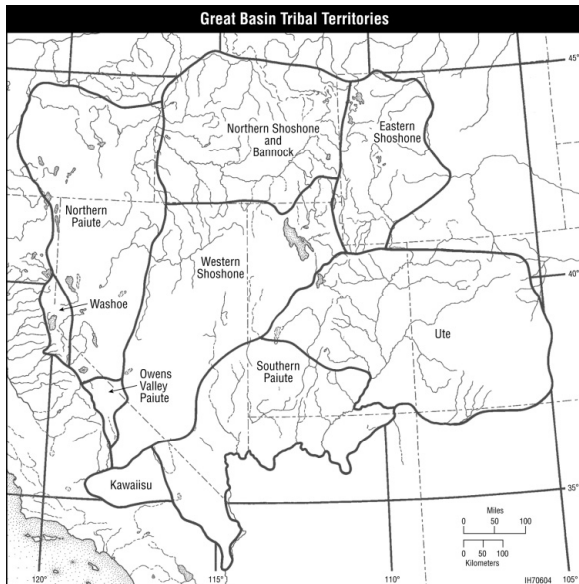 Great Basin Tribal Territories
45°
Northern Shoshone
and
Bannock
Eastern
Shoshone
Northern
Paiute
Western
Shoshone
40°
Washoe
Ute
Owens
Valley
Paiute
Southern
Paiute
Kawaiisu
35°
Miles
0 50 100
0 50 100
Kilometers
120°
115°
110°
IH70604
195°